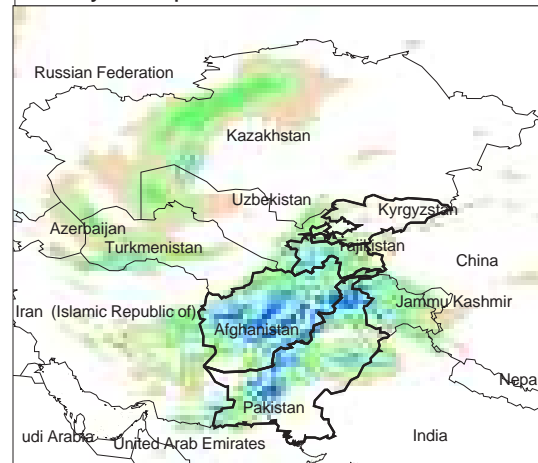 Russian Federation
Kazakhstan
Uzbekistan
Kyrgyzstan
Azerbaijan
Turkmenistan
Tajikistan
China
Iran (Islamic Republic of)
Jammu Kashmir
Afghanistan
Nepa
Pakistan
udi Arabia
United Arab Emirates
India